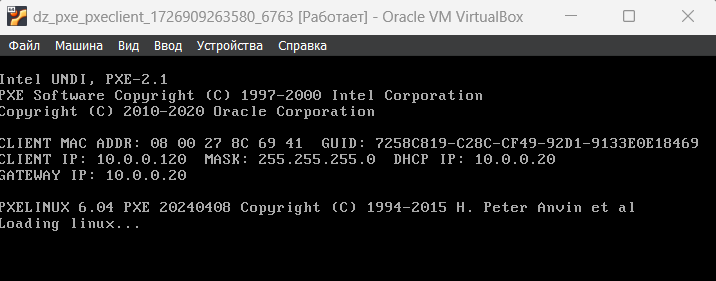 dz_pxe_pxeclient_1726909263580_6763 [Работает] - Oracle VM VirtualBox
Файл Машина Вид Ввод Устройства Справка
Intel UNDI, PXE-2.1
PXE Software Copyright (C) 1997-2000 Intel Corporation
Copyright (C) 2010-2020 Oracle Corporation
CLIENT MAC ADDR: 08 00 27 8C 69 41 GUID: 7258C819-C28C-CF49-92D1-9133E0E18469
CLIENT IP: 10.0.0.120 MASK: 255.255.255.0 DHCP IP: 10.0.0.20
GATEWAY IP: 10.0.0.20
PXELINUX 6.04 PXE 20240408 Copyright (C) 1994-2015 H. Peter Anvin et al
Loading linux...